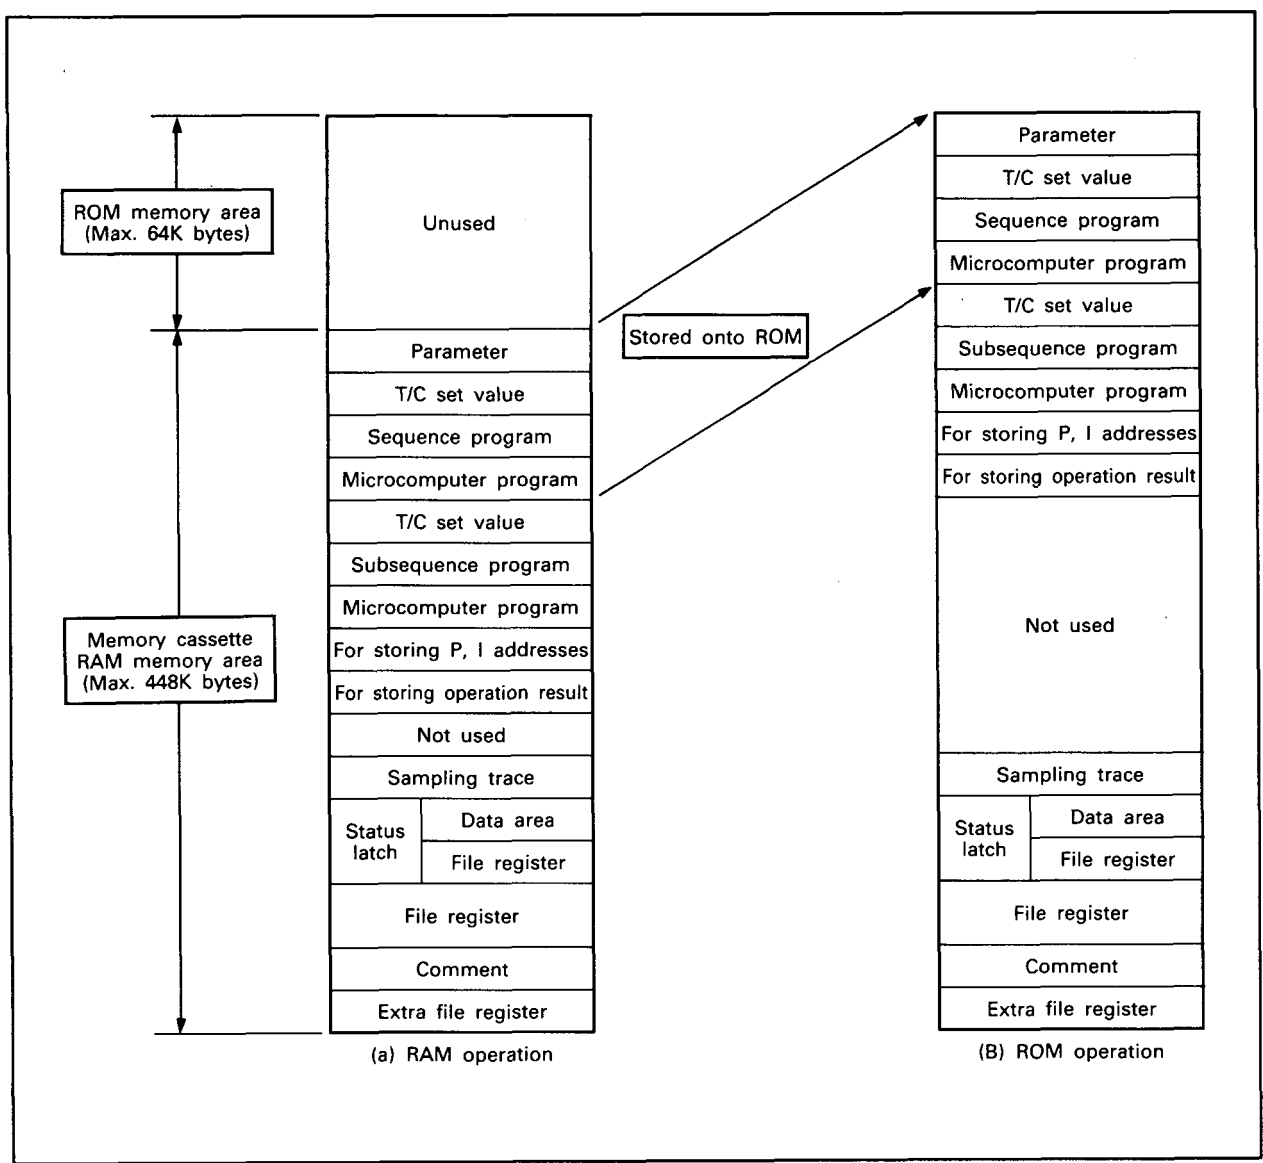 ROM memory area
(Max. 64K bytes)
Memory cassette
RAM memory area
(Max. 448K bytes)
Unused
Parameter
T/C set value
Sequence program
Microcomputer program
T/C set value
Subsequence program
Microcomputer program
For storing P, I addresses
For storing operation result
Not used
Sampling trace
Status
latch
Data area
File register
File register
Comment
Extra file register
(a) RAM operation
Stored onto ROM
Parameter
T/C set value
Sequence program
Microcomputer program
T/C set value
Subsequence program
Microcomputer program
For storing P, I addresses
For storing operation result
Not used
Sampling trace
Status
latch
Data area
File register
File register
Comment
Extra file register
(B) ROM operation